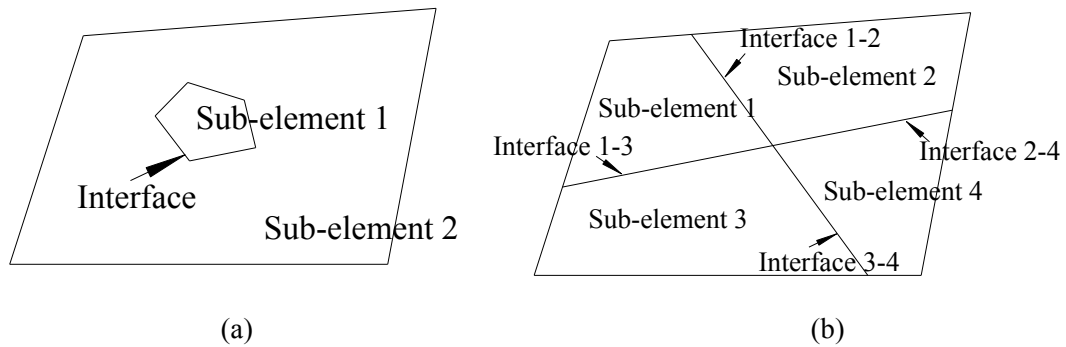 Sub-element 1
Interface
Sub-element 2
(a)
Interface 1-2
Sub-element 2
Sub-element 1
Interface 1-3
Interface 2-4
Sub-element 4
Sub-element 3
Interface 3-4
(b)